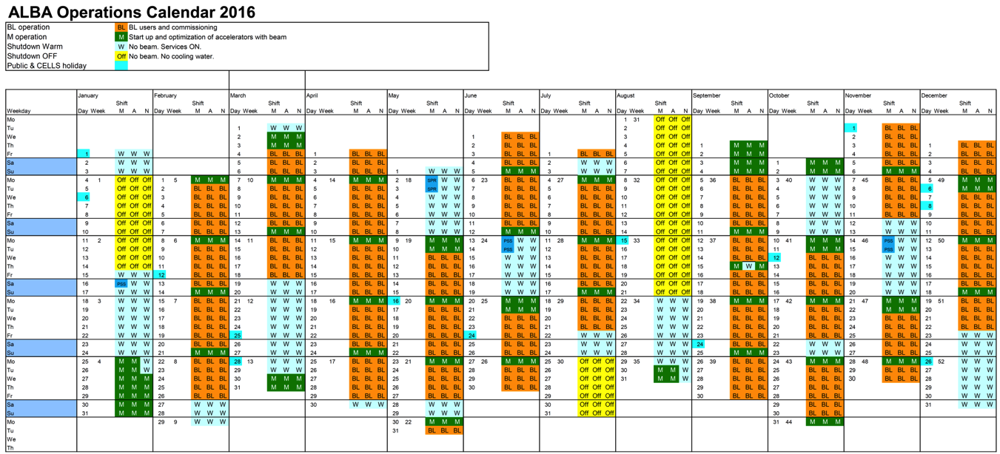 ALBA Operations Calendar 2016
BL operation BL BL users and commissioning
M operation M Start up and optimization of accelerators with beam
Shutdown Warm W No beam. Services ON.
Shutdown OFF Off No beam. No cooling water.
Public & CELLS holiday
January February March April May June July August September October November December
Shift Shift Shift Shift Shift Shift Shift Shift Shift Shift Shift Shift
Weekday Day Week M A N Day Week M A N Day Week M A N Day Week M A N Day Week M A N Day Week M A N Day Week M A N Day Week M A N Day Week M A N Day Week M A N Day Week M A N Day Week M A N
Mo 1 31 Off Off Off
Tu 1 W W W 2 Off Off Off 1 BL BL BL
We 2 M M M 1 BL BL BL 3 Off Off Off 2 BL BL BL
Th 3 M M M 2 BL BL BL 4 Off Off Off 1 M M M 3 BL BL BL 1 BL BL BL
Fr 1 W W W 4 BL BL BL 1 BL BL BL 3 BL BL BL 1 BL BL BL 5 Off Off Off 2 M M M 4 BL BL BL 2 BL BL BL
Sa 2 W W W 5 BL BL BL 2 BL BL BL 4 BL BL BL 2 W W W 6 Off Off Off 3 M M M 1 M M M 5 BL BL BL 3 BL BL BL
Su 3 W W W 6 BL BL BL 3 BL BL BL 1 W W W 5 M M M 3 W W W 7 Off Off Off 4 M M M 2 M M M 6 M M M 4 BL BL BL
Mo 4 1 Off Off Off 1 5 M M M 7 10 BL BL BL 4 14 M M M 2 18 SPR W W 6 23 BL BL BL 4 27 M M M 8 32 Off Off Off 5 36 BL BL BL 3 40 W W W 7 45 BL BL BL 5 49 M M M
Tu 5 Off Off Off 2 BL BL BL 8 BL BL BL 5 BL BL BL 3 SPR W W 7 BL BL BL 5 BL BL BL 9 Off Off Off 6 BL BL BL 4 W W W 8 BL BL BL 6 M M M
We 6 Off Off Off 3 BL BL BL 9 BL BL BL 6 BL BL BL 4 W W W 8 BL BL BL 6 BL BL BL 10 Off Off Off 7 BL BL BL 5 W W W 9 BL BL BL 7 BL BL BL
Th 7 Off Off Off 4 BL BL BL 10 BL BL BL 7 BL BL BL 5 W W W 9 BL BL BL 7 BL BL BL 11 Off Off Off 8 BL BL BL 6 W W W 10 BL BL BL 8 BL BL BL
Fr 8 Off Off Off 5 BL BL BL 11 BL BL BL 8 BL BL BL 6 W W W 10 BL BL BL 8 BL BL BL 12 Off Off Off 9 BL BL BL 7 W W W 11 BL BL BL 9 BL BL BL
Sa 9 Off Off Off 6 BL BL BL 12 BL BL BL 9 BL BL BL 7 W W W 11 BL BL BL 9 BL BL BL 13 Off Off Off 10 BL BL BL 8 W W W 12 W W W 10 BL BL BL
Su 10 Off Off Off 7 BL BL BL 13 M M M 10 BL BL BL 8 W W W 12 M M M 10 BL BL BL 14 Off Off Off 11 M M M 9 W W W 13 W W W 11 BL BL BL
Mo 11 2 Off Off Off 8 6 M M M 14 11 BL BL BL 11 15 M M M 9 19 M M M 13 24 PSS W W 11 28 M M M 15 33 Off Off Off 12 37 BL BL BL 10 41 M M M 14 46 PSS W W 12 50 M M M
Tu 12 Off Off Off 9 BL BL BL 15 BL BL BL 12 BL BL BL 10 M M M 14 PSS W W 12 BL BL BL 16 Off Off Off 13 BL BL BL 11 M M M 15 PSS W W 13 BL BL BL
We 13 Off Off Off 10 BL BL BL 16 BL BL BL 13 BL BL BL 11 BL BL BL 15 W W W 13 BL BL BL 17 Off Off Off 14 BL BL BL 12 BL BL BL 16 W W W 14 BL BL BL
Th 14 Off Off Off 11 BL BL BL 17 BL BL BL 14 BL BL BL 12 BL BL BL 16 W W W 14 BL BL BL 18 Off Off Off 15 M W M 13 BL BL BL 17 W W W 15 BL BL BL
Fr 15 W W W 12 BL BL BL 18 BL BL BL 15 BL BL BL 13 BL BL BL 17 W W W 15 BL BL BL 19 Off Off Off 16 BL BL BL 14 BL BL BL 18 W W W 16 BL BL BL
Sa 16 PSS W W 13 BL BL BL 19 W W W 16 BL BL BL 14 BL BL BL 18 W W W 16 BL BL BL 20 Off Off Off 17 BL BL BL 15 BL BL BL 19 W W W 17 BL BL BL
Su 17 W W W 14 M M M 20 W W W 17 BL BL BL 15 BL BL BL 19 W W W 17 M M M 21 Off Off Off 18 BL BL BL 16 BL BL BL 20 W W W 18 M M M
Mo 18 3 W W W 15 7 BL BL BL 21 12 W W W 18 16 M M M 16 20 M M M 20 25 M M M 18 29 BL BL BL 22 34 W W W 19 38 M M M 17 42 M M M 21 47 M M M 19 51 BL BL BL
Tu 19 W W W 16 BL BL BL 22 W W W 19 BL BL BL 17 BL BL BL 21 M M M 19 BL BL BL 23 W W W 20 BL BL BL 18 BL BL BL 22 M M M 20 BL BL BL
We 20 W W W 17 BL BL BL 23 W W W 20 BL BL BL 18 BL BL BL 22 BL BL BL 20 BL BL BL 24 W W W 21 BL BL BL 19 BL BL BL 23 BL BL BL 21 BL BL BL
Th 21 W W W 18 BL BL BL 24 W W W 21 BL BL BL 19 BL BL BL 23 BL BL BL 21 BL BL BL 25 W W W 22 BL BL BL 20 BL BL BL 24 BL BL BL 22 BL BL BL
Fr 22 W W W 19 BL BL BL 25 W W W 22 BL BL BL 20 BL BL BL 24 BL BL BL 22 W W W 26 W W W 23 BL BL BL 21 BL BL BL 25 BL BL BL 23 W W W
Sa 23 W W W 20 BL BL BL 26 W W W 23 BL BL BL 21 BL BL BL 25 BL BL BL 23 W W W 27 W W W 24 BL BL BL 22 W W W 26 BL BL BL 24 W W W
Su 24 W W W 21 M M M 27 W W W 24 M M M 22 BL BL BL 26 BL BL BL 24 W W W 28 W W W 25 M M M 23 W W W 27 BL BL BL 25 W W W
Mo 25 4 M M W 22 8 BL BL BL 28 13 W W W 25 17 BL BL BL 23 21 M M M 27 26 M M M 25 30 Off Off Off 29 35 W W W 26 39 BL BL BL 24 43 M M M 28 48 M M M 26 52 W W W
Tu 26 M M W 23 BL BL BL 29 W W W 26 BL BL BL 24 BL BL BL 28 BL BL BL 26 Off Off Off 30 M M W 27 BL BL BL 25 BL BL BL 29 BL BL BL 27 W W W
We 27 M M M 24 BL BL BL 30 M M M 27 BL BL BL 25 BL BL BL 29 BL BL BL 27 Off Off Off 31 M M W 28 BL BL BL 26 BL BL BL 30 BL BL BL 28 W W W
Th 28 M M M 25 BL BL BL 31 M M M 28 BL BL BL 26 BL BL BL 30 BL BL BL 28 Off Off Off 29 BL BL BL 27 BL BL BL 29 W W W
Fr 29 M M M 26 BL BL BL 29 BL BL BL 27 BL BL BL 29 Off Off Off 30 BL BL BL 28 BL BL BL 30 W W W
Sa 30 M M M 27 W W W 30 W W W 28 W W W 30 Off Off Off 29 BL BL BL 31 W W W
Su 31 M M M 28 W W W 29 W W W 31 Off Off Off 30 BL BL BL
Mo 29 9 W W W 30 22 M M M 31 44 M M M
Tu 31 BL BL BL
We
Th